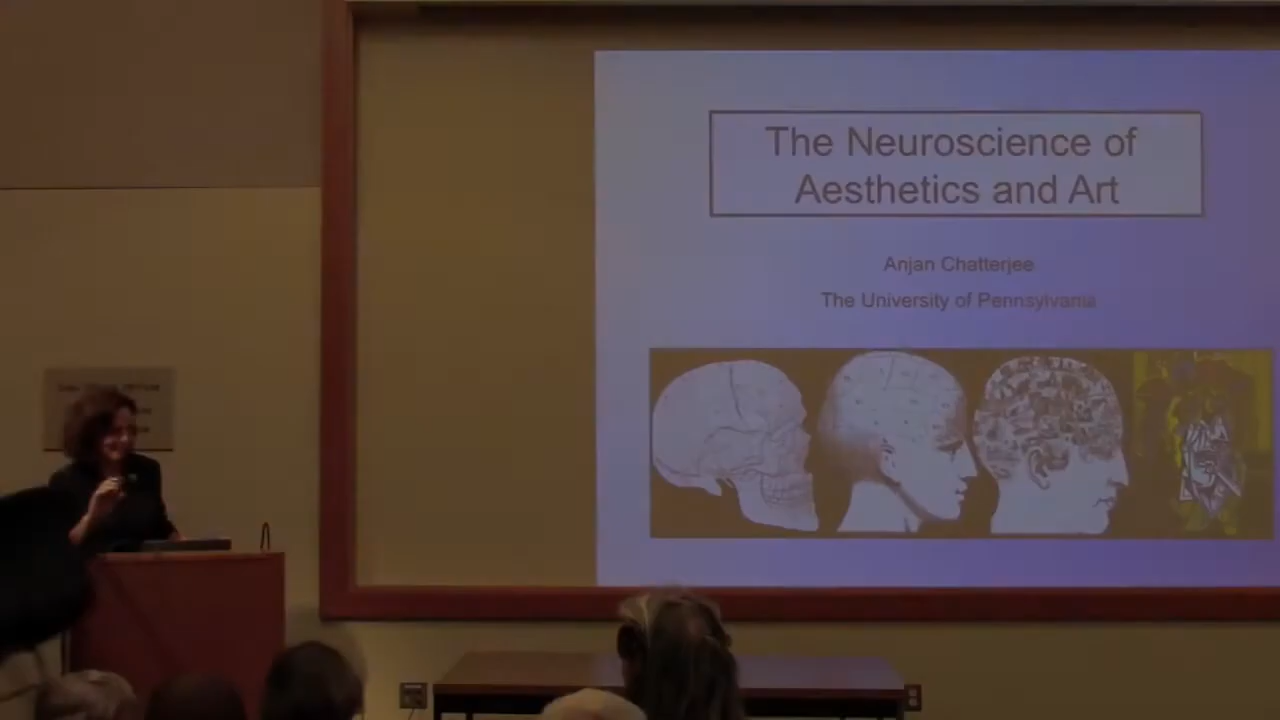 The Neuroscience of
Aesthetics and Art
Anjan Chatterjee
The University of Pennsylvania